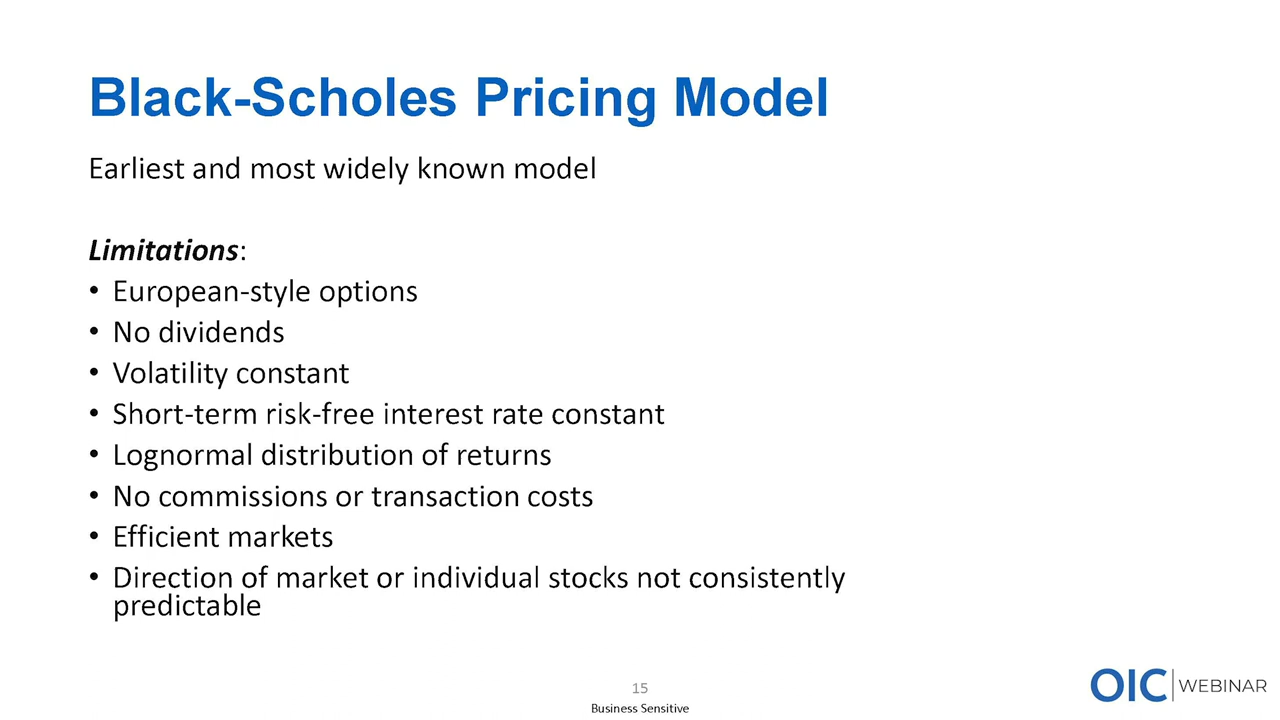 Black-Scholes Pricing Model
Earliest and most widely known model
Limitations:
• European-style options
• No dividends
• Volatility constant
• Short-term risk-free interest rate constant
• Lognormal distribution of returns
• No commissions or transaction costs
• Efficient markets
• Direction of market or individual stocks not consistently
predictable
15
Business Sensitive
OIC WEBINAR